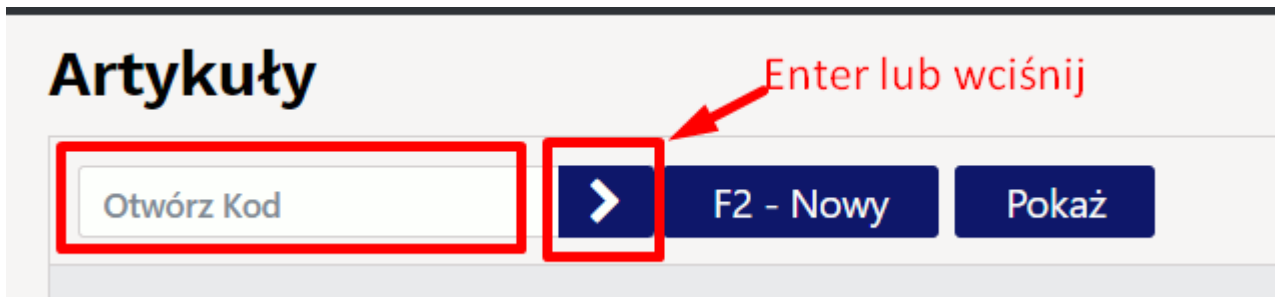 Artykuły
Enter lub wciśnij
Otwórz Kod
F2 - Nowy
Pokaż